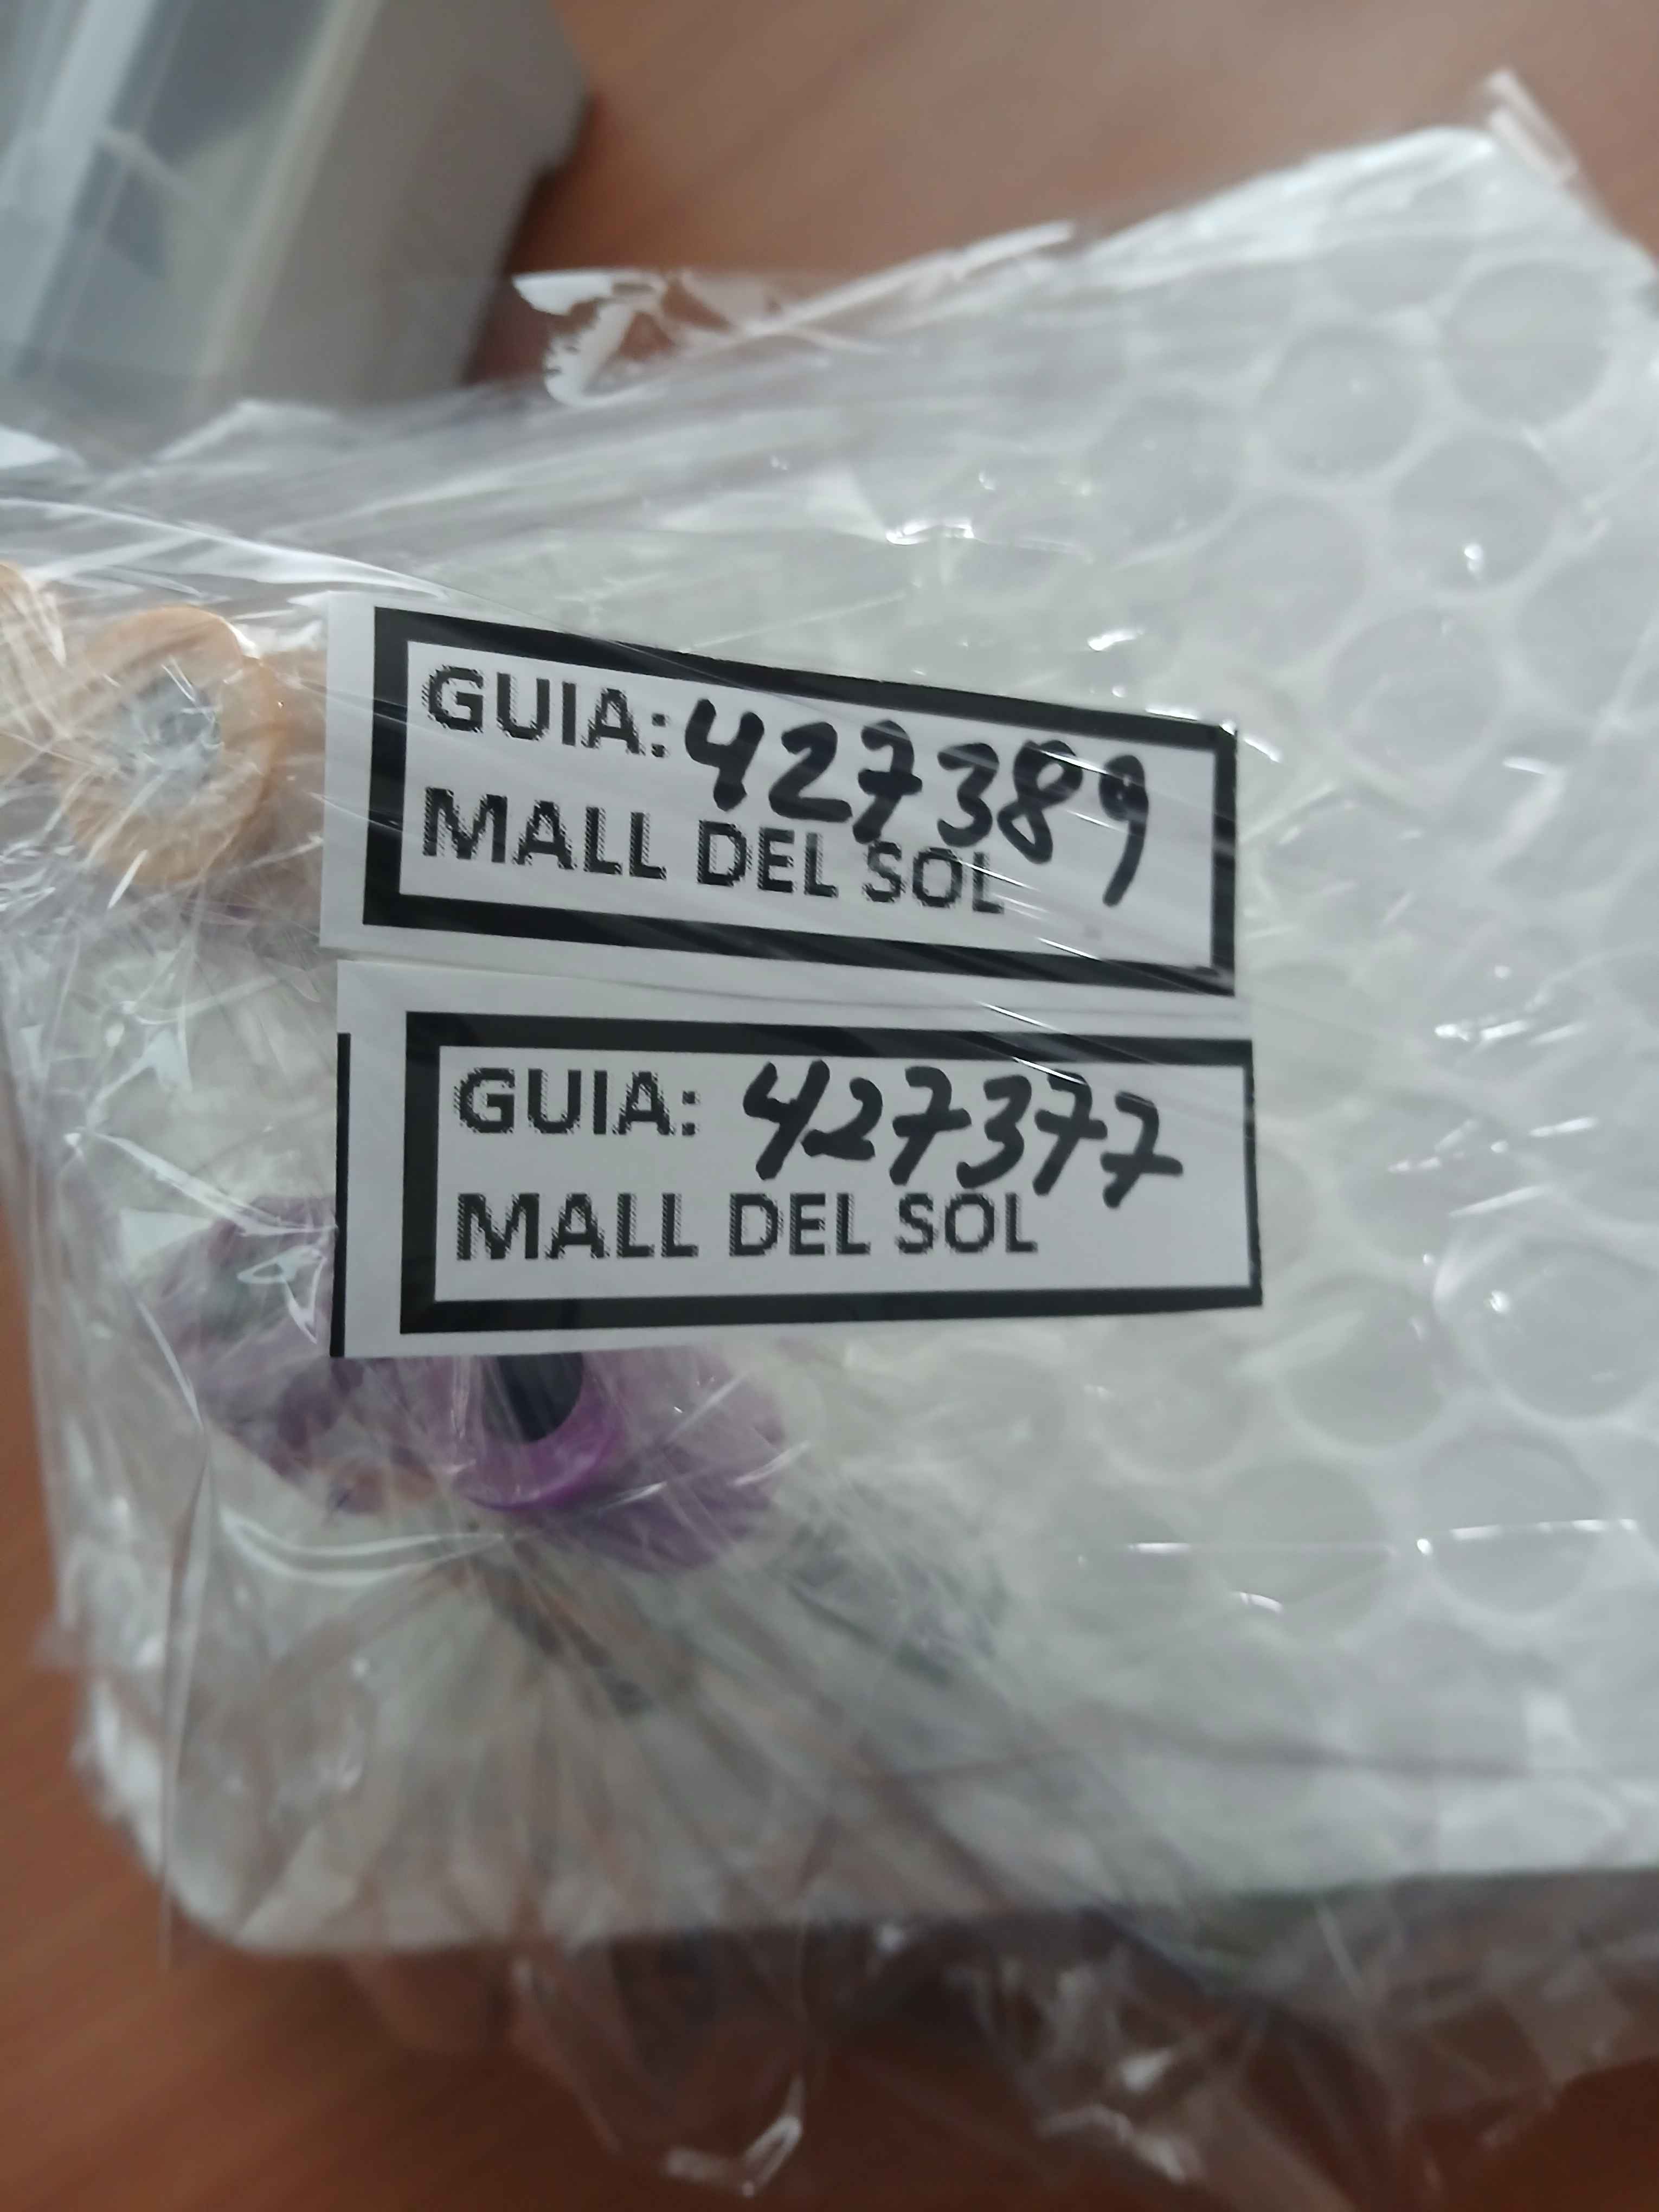 GUIA: 427389
MALL DEL SOL
GUIA: 427377
MALL DEL SOL